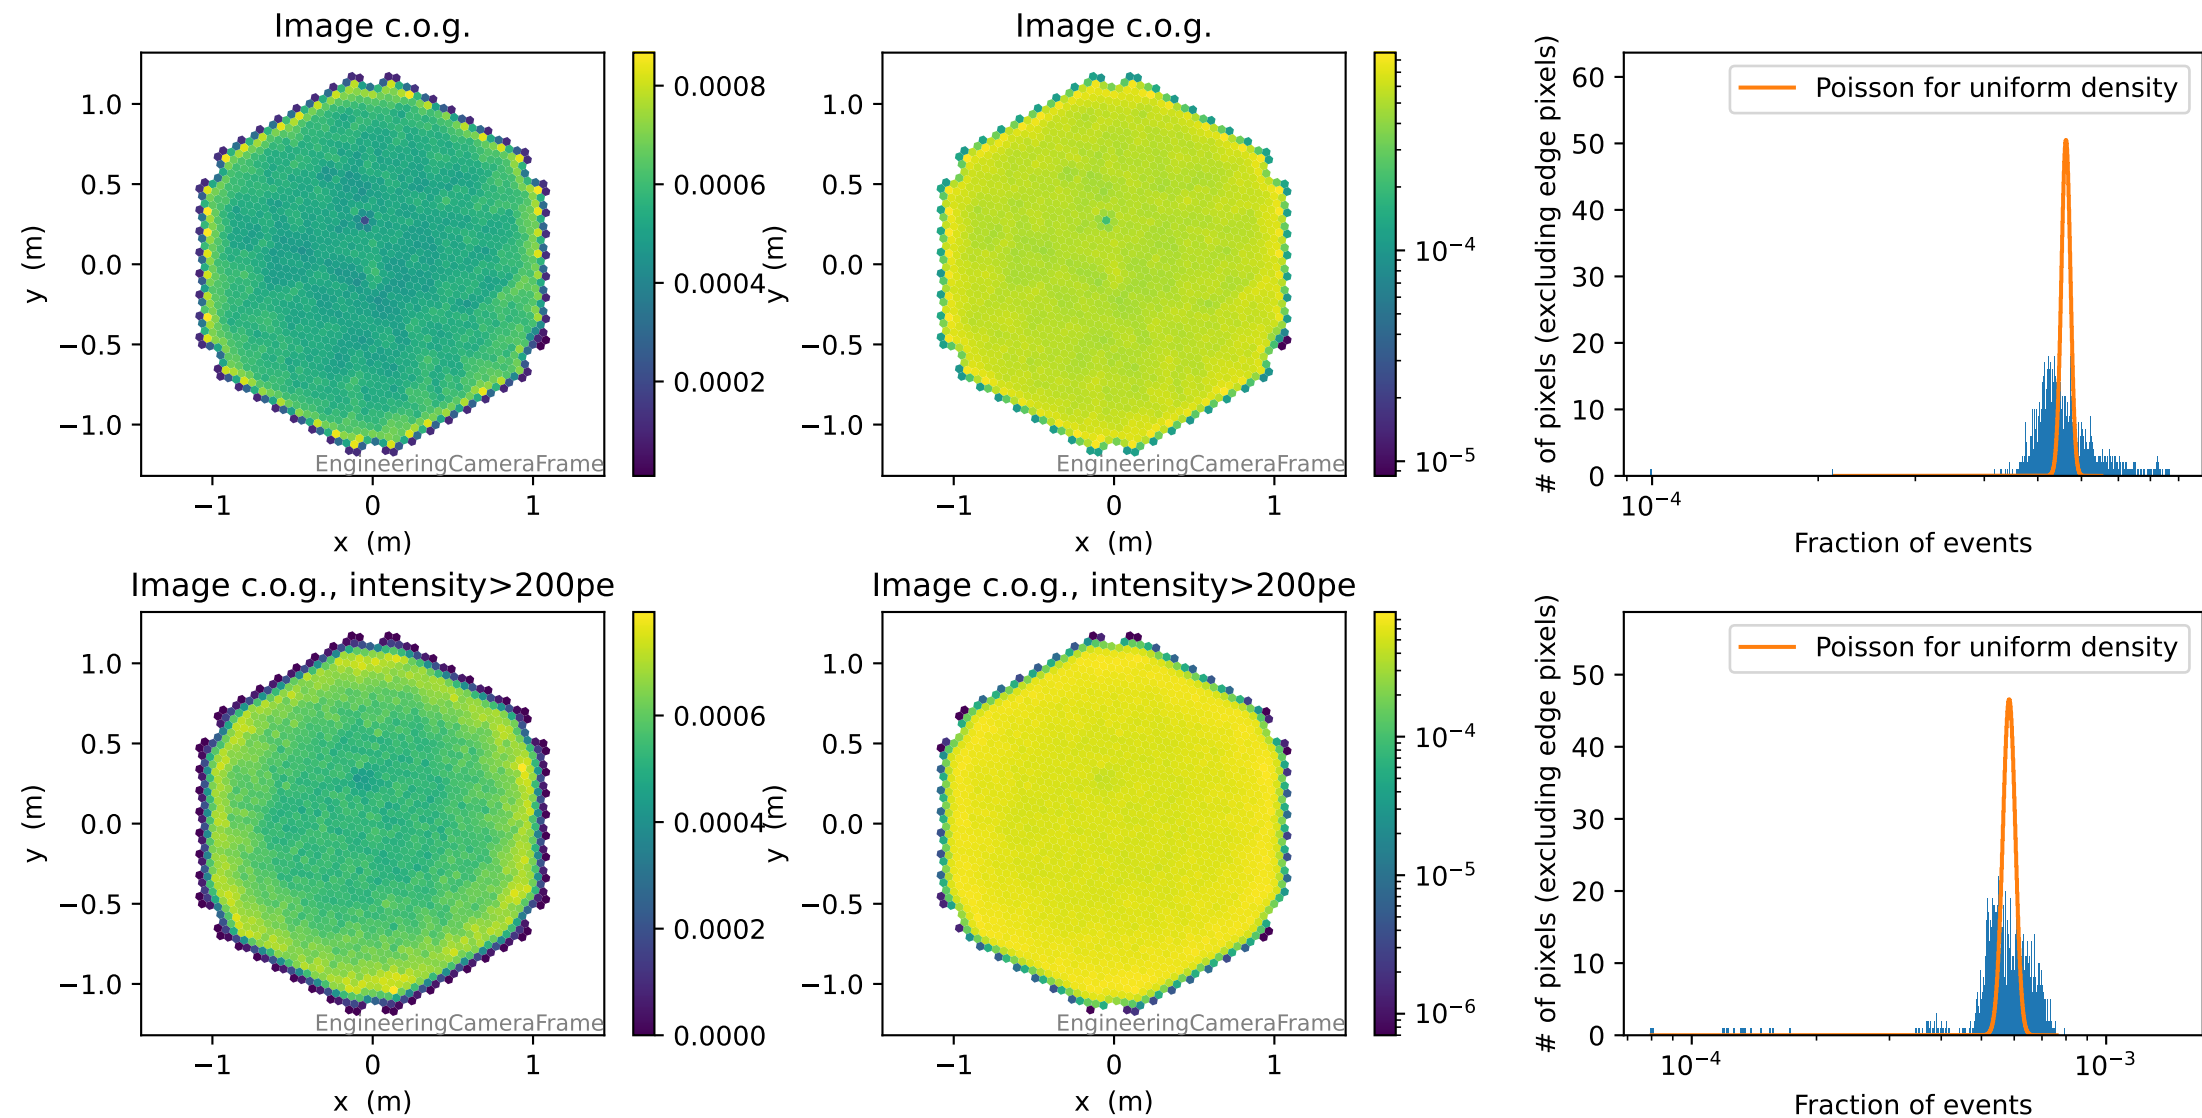 Image c.o.g.
1.0
0.5
0.0
−0.5
−1.0
y (m)
−1
0
1
x (m)
EngineeringCameraFrame
0.0008
0.0006
0.0004
0.0002
Image c.o.g.
1.0
0.5
0.0
−0.5
−1.0
y (m)
−1
0
1
x (m)
EngineeringCameraFrame
10⁻⁴
10⁻⁵
60
50
40
30
20
10
0
# of pixels (excluding edge pixels)
Poisson for uniform density
10⁻⁴
Fraction of events
Image c.o.g., intensity>200pe
1.0
0.5
0.0
−0.5
−1.0
y (m)
−1
0
1
x (m)
EngineeringCameraFrame
0.0006
0.0004
0.0002
0.0000
Image c.o.g., intensity>200pe
1.0
0.5
0.0
−0.5
−1.0
y (m)
−1
0
1
x (m)
EngineeringCameraFrame
10⁻⁴
10⁻⁵
10⁻⁶
50
40
30
20
10
0
# of pixels (excluding edge pixels)
Poisson for uniform density
10⁻⁴
10⁻³
Fraction of events